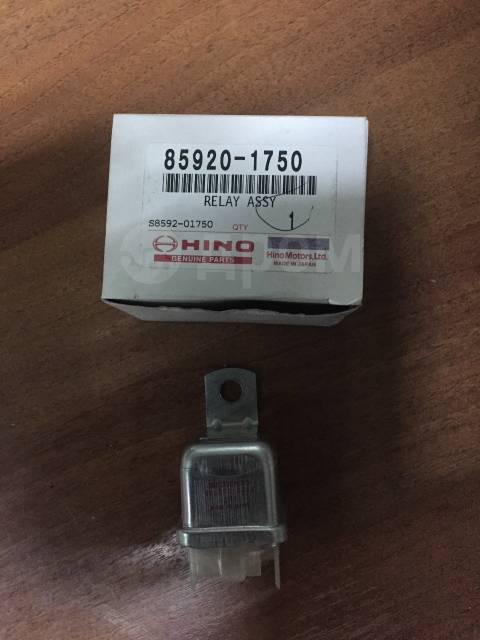 85920-1750
RELAY ASSY
S8592-01750 QTY 1
HINO
GENUINE PARTS
Hino Motors, Ltd.
MADE IN JAPAN